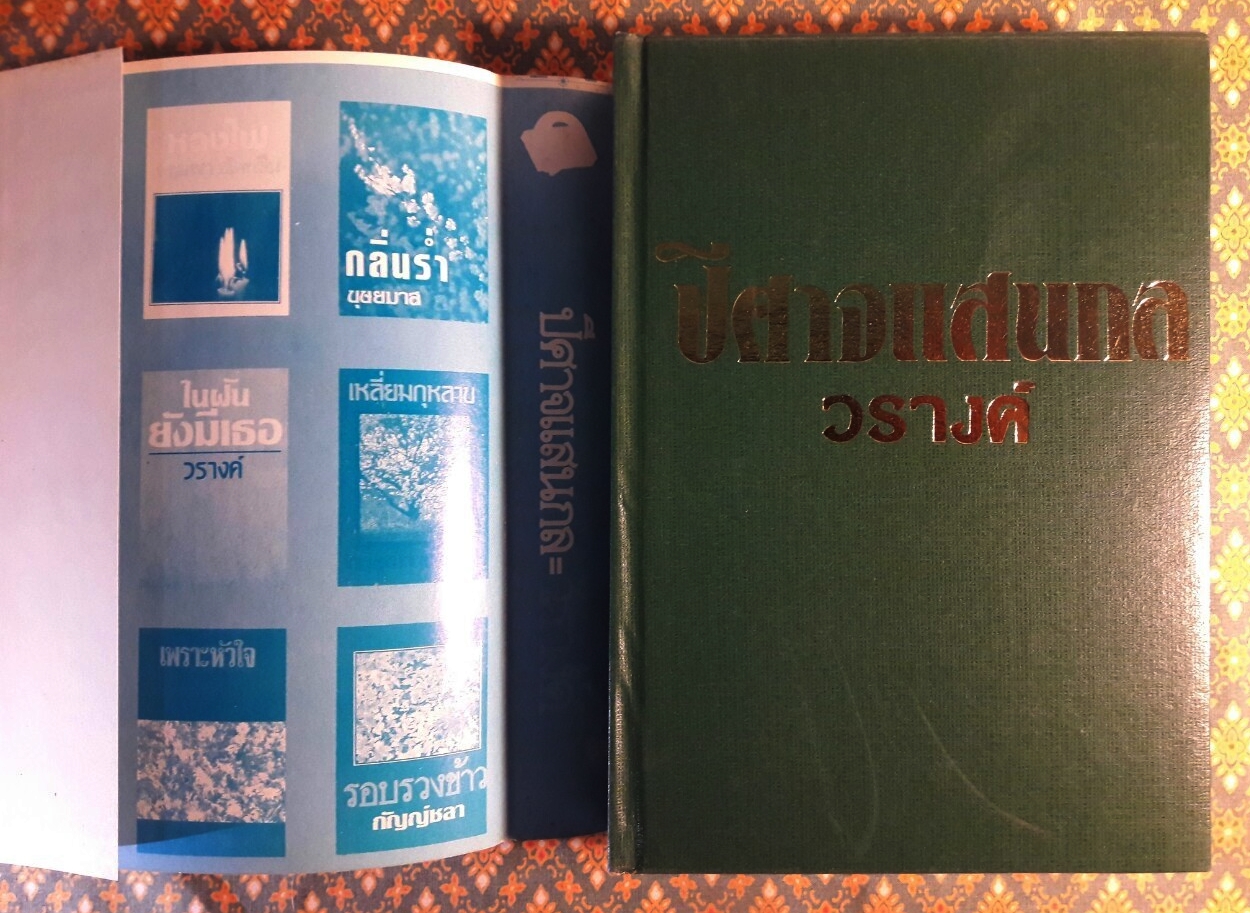 กลิ่นร่ำ
บุษยมาส
ในฝัน
ยังมีเธอ
วรางค์
เหลี่ยมกุหลาบ
เพราะหัวใจ
รอบรวงข้าว
กัญญ์ชลา
ปีศาจแสนกล
ปีศาจแสนกล
วรางค์